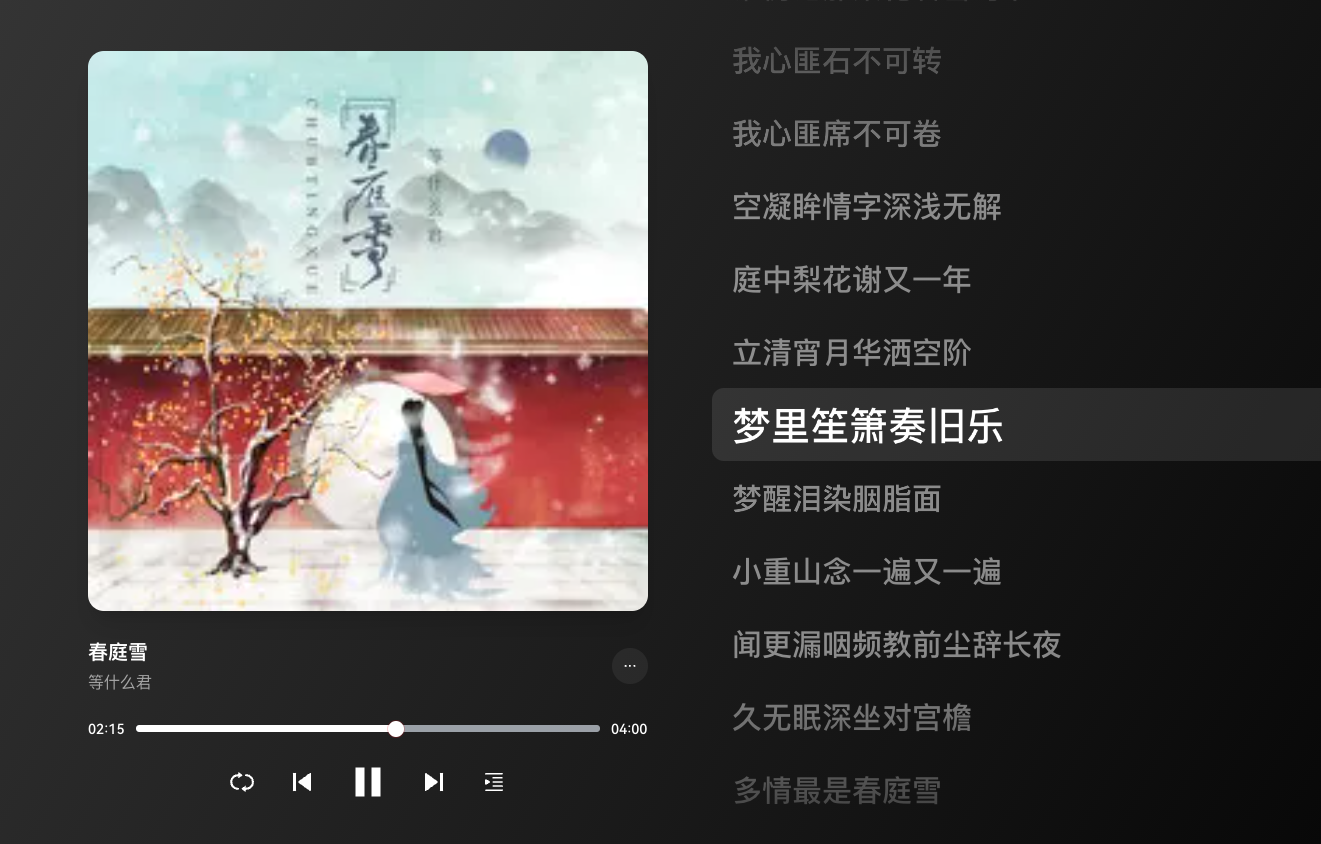 春庭雪
等什么君
CHUNTINGXUE
春庭雪
等什么君
...
02:15
04:00
我心匪石不可转
我心匪席不可卷
空凝眸情字深浅无解
庭中梨花谢又一年
立清宵月华洒空阶
梦里笙箫奏旧乐
梦醒泪染胭脂面
小重山念一遍又一遍
闻更漏咽频教前尘辞长夜
久无眠深坐对宫檐
多情最是春庭雪